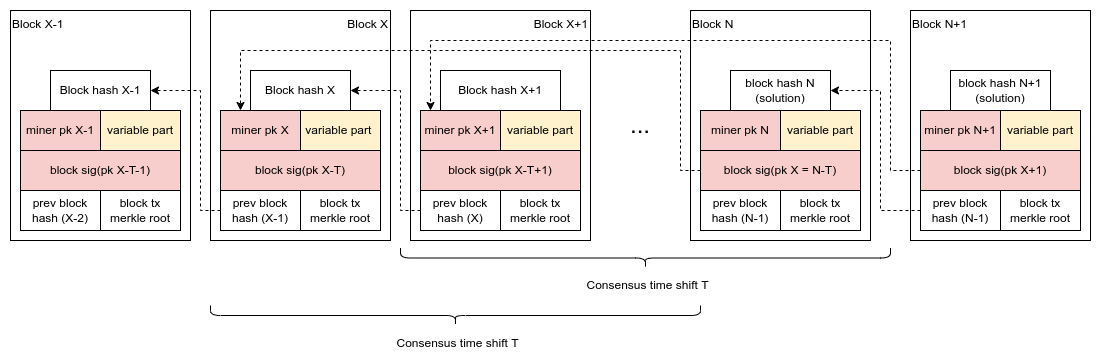 Block X-1
Block X
Block X+1
Block N
Block N+1
Block hash X-1
Block hash X
Block hash X+1
block hash N
(solution)
block hash N+1
(solution)
miner pk X-1
variable part
miner pk X
variable part
miner pk X+1
variable part
...
miner pk N
variable part
miner pk N+1
variable part
block sig(pk X-T-1)
block sig(pk X-T)
block sig(pk X-T+1)
block sig(pk X = N-T)
block sig(pk X+1)
prev block
hash (X-2)
block tx
merkle root
prev block
hash (X-1)
block tx
merkle root
prev block
hash (X)
block tx
merkle root
prev block
hash (N-1)
block tx
merkle root
prev block
hash (N-1)
block tx
merkle root
Consensus time shift T
Consensus time shift T